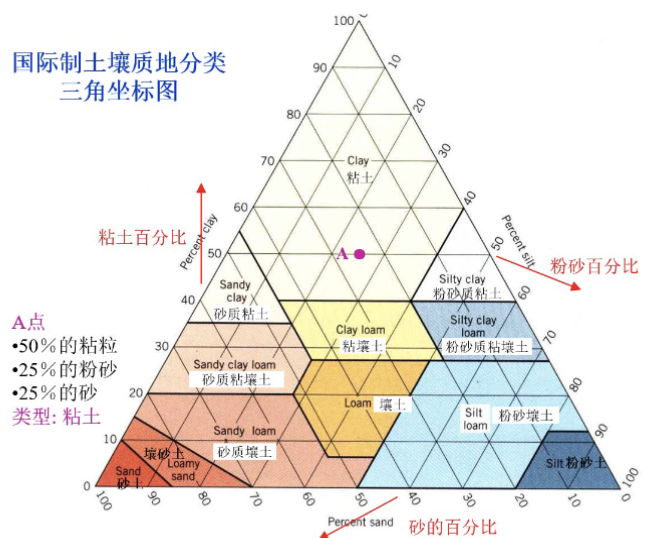 国际制土壤质地分类
三角坐标图
100
90
10
80
20
70
30
Clay
粘土
60
40
粘土百分比
Percent clay
50
A
50
Percent silt
粉砂百分比
Sandy
clay
砂质粘土
Silty clay
粉砂质粘土
40
60
A点
•50%的粘粒
•25%的粉砂
•25%的砂
类型: 粘土
Clay loam
粘壤土
Silty clay
loam
粉砂质粘壤土
30
70
Sandy clay loam
砂质粘壤土
20
80
Loam 壤土
Silt
loam
粉砂壤土
Sandy loam
砂质壤土
10
90
壤砂土
Loamy
sand
Sand
砂土
Silt 粉砂土
0
100
100
90
80
70
60
50
40
30
20
10
0
Percent sand
砂的百分比